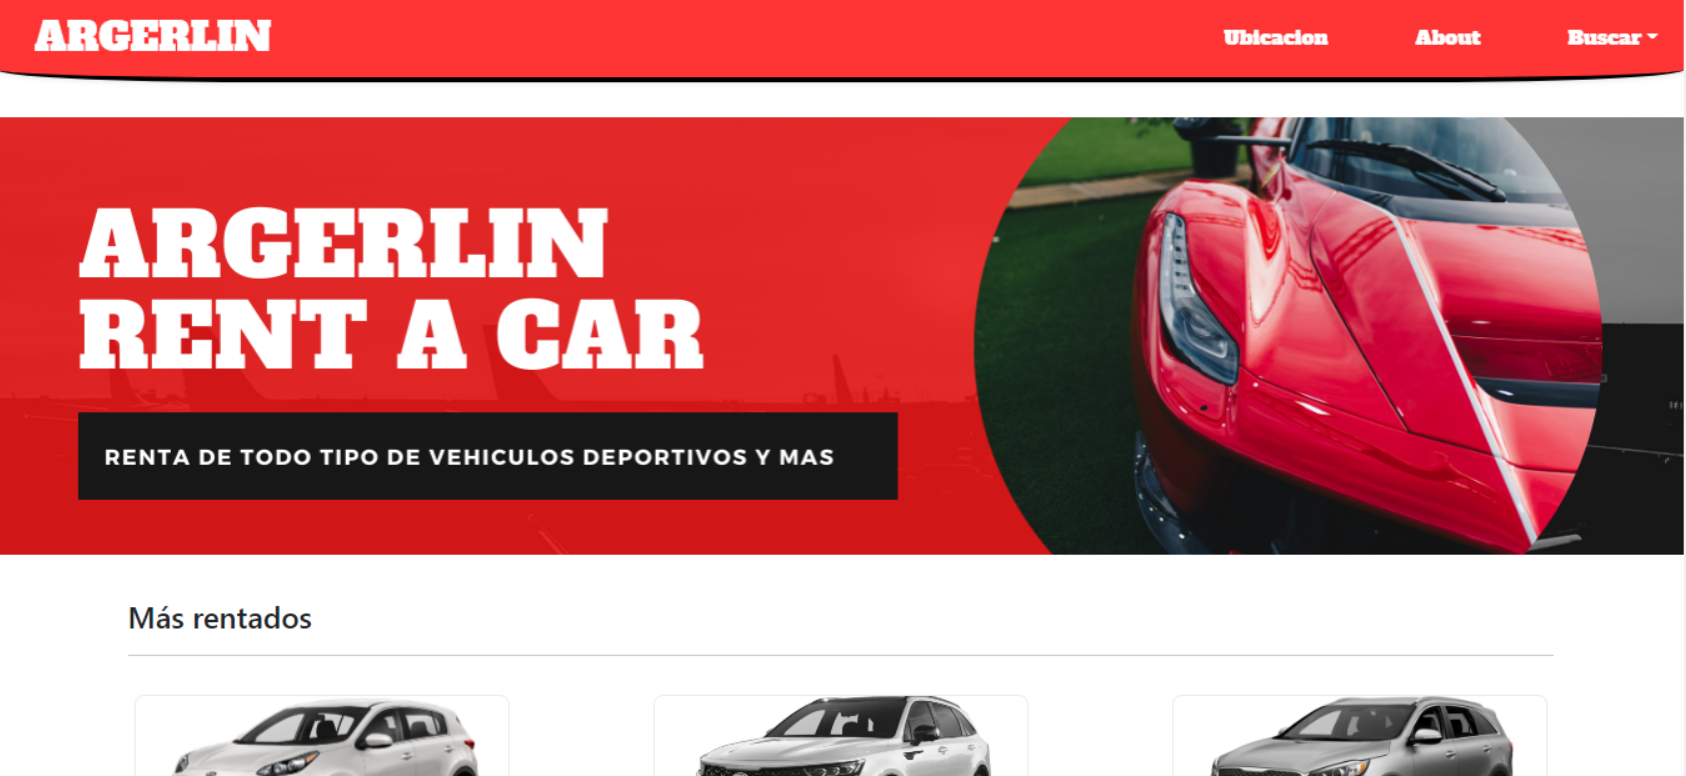 ARGERLIN
Ubicacion About Buscar
ARGERLIN
RENT A CAR
RENTA DE TODO TIPO DE VEHICULOS DEPORTIVOS Y MAS
Más rentados